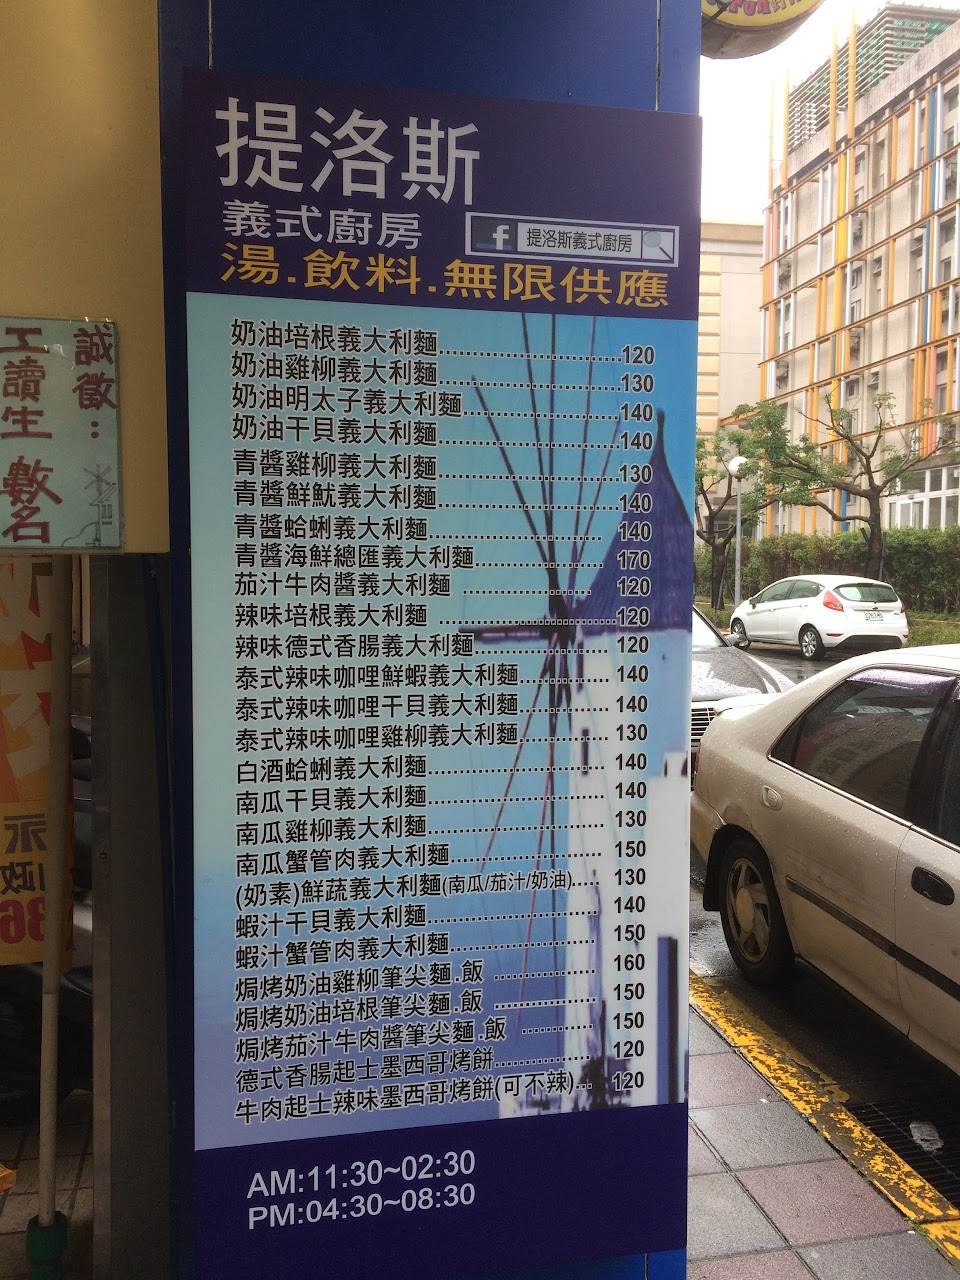 提洛斯
義式廚房
f 提洛斯義式廚房
湯.飲料.無限供應
奶油培根義大利麵..............................120
奶油雞柳義大利麵..............................130
奶油明太子義大利麵..........................140
奶油干貝義大利麵..............................140
青醬雞柳義大利麵..............................130
青醬鮮魷義大利麵..............................140
青醬蛤蜊義大利麵............................ 140
青醬海鮮總匯義大利麵..................... 170
茄汁牛肉醬義大利麵 ..................... 120
辣味培根義大利麵 .............................120
辣味德式香腸義大利麵...................... 120
泰式辣味咖哩鮮蝦義大利麵............... 140
泰式辣味咖哩干貝義大利麵............... 140
泰式辣味咖哩雞柳義大利麵............... 130
白酒蛤蜊義大利麵............................. 140
南瓜干貝義大利麵............................. 140
南瓜雞柳義大利麵............................. 130
南瓜蟹管肉義大利麵......................... 150
(奶素)鮮蔬義大利麵(南瓜/茄汁/奶油)..... 130
蝦汁干貝義大利麵............................. 140
蝦汁蟹管肉義大利麵......................... 150
焗烤奶油雞柳筆尖麵.飯 ................. 160
焗烤奶油培根筆尖麵.飯 ................. 150
焗烤茄汁牛肉醬筆尖麵.飯 ............ 150
德式香腸起士墨西哥烤餅................. 120
牛肉起士辣味墨西哥烤餅(可不辣)... 120
AM:11:30~02:30
PM:04:30~08:30
誠徵:
工讀生 數名